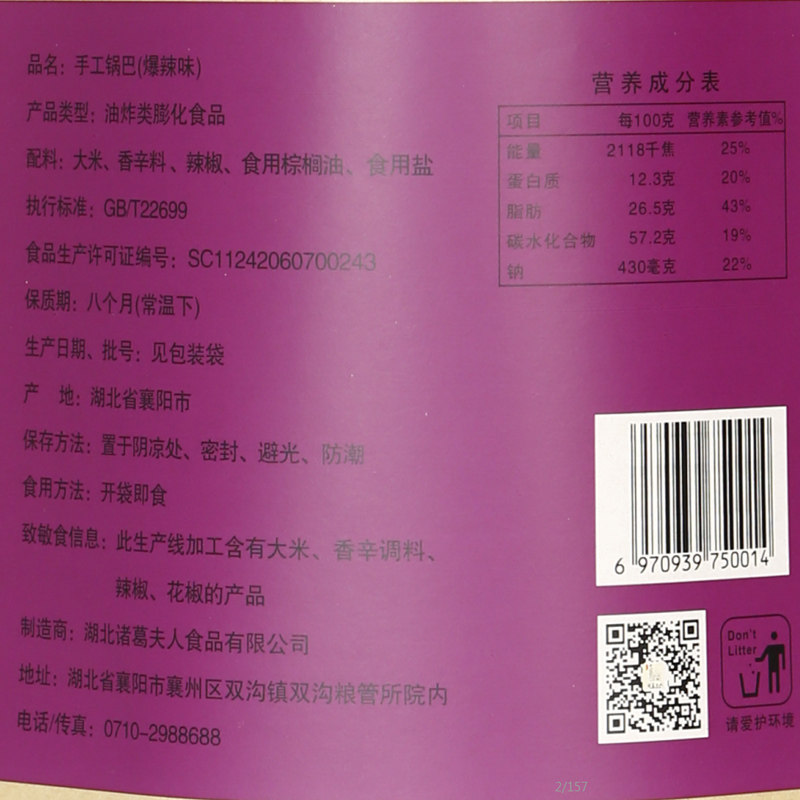 品名：手工锅巴(爆辣味)
产品类型：油炸类膨化食品
配料：大米、香辛料、辣椒、食用棕榈油、食用盐
执行标准：GB/T22699
食品生产许可证编号：SC11242060700243
保质期：八个月(常温下)
生产日期、批号：见包装袋
产 地：湖北省襄阳市
保存方法：置于阴凉处、密封、避光、防潮
食用方法：开袋即食
致敏食信息：此生产线加工含有大米、香辛调料、
辣椒、花椒的产品
制造商：湖北诸葛夫人食品有限公司
地址：湖北省襄阳市襄州区双沟镇双沟粮管所院内
电话/传真：0710-2988688
营养成分表
项目 每100克 营养素参考值%
能量 2118千焦 25%
蛋白质 12.3克 20%
脂肪 26.5克 43%
碳水化合物 57.2克 19%
钠 430毫克 22%
6 970939 750014
Don't
Litter
请爱护环境
2/157